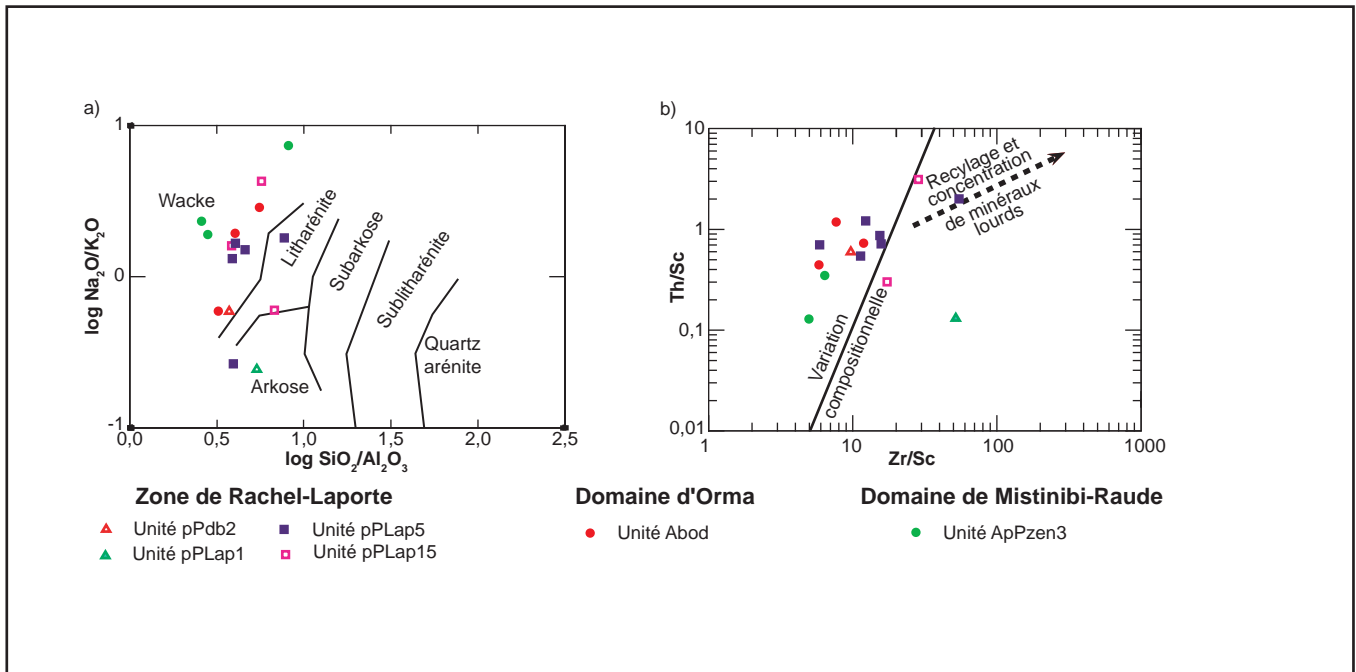 a)
1
0
-1
log Na₂O/K₂O
0,0 0,5 1,0 1,5 2,0 2,5
log SiO₂/Al₂O₃
Wacke
Litharénite
Subarkose
Sublitharénite
Quartz
arénite
Arkose
b)
10
1
0,1
0,01
Th/Sc
1 10 100 1000
Zr/Sc
Variation
compositionnelle
Recylage et
concentration
de minéraux
lourds
Zone de Rachel-Laporte
Unité pPdb2
Unité pPLap5
Unité pPLap1
Unité pPLap15
Domaine d'Orma
Unité Abod
Domaine de Mistinibi-Raude
Unité ApPzen3